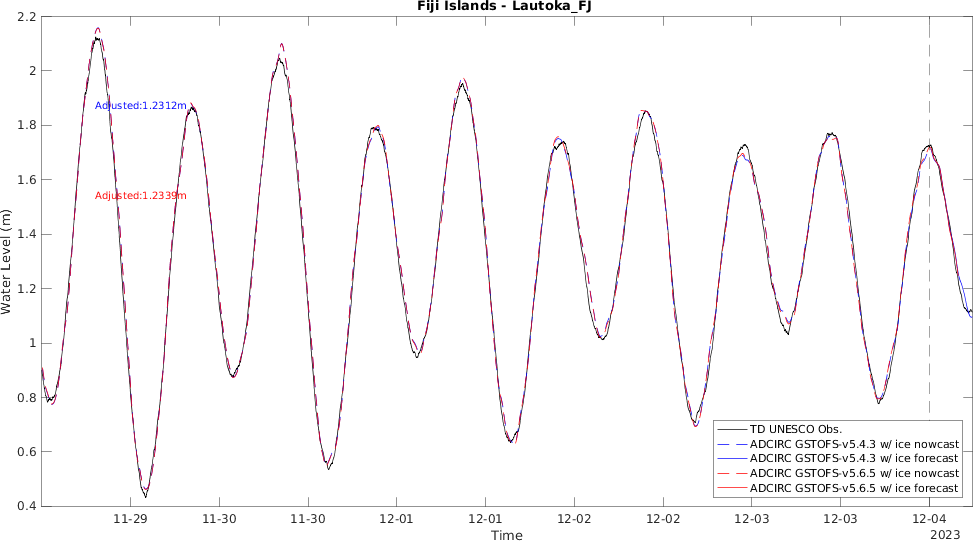 Fiji Islands - Lautoka_FJ
Water Level (m)
2.2
2
1.8
1.6
1.4
1.2
1
0.8
0.6
0.4
Adjusted:1.2312m
Adjusted:1.2339m
TD UNESCO Obs.
ADCIRC GSTOFS-v5.4.3 w/ ice nowcast
ADCIRC GSTOFS-v5.4.3 w/ ice forecast
ADCIRC GSTOFS-v5.6.5 w/ ice nowcast
ADCIRC GSTOFS-v5.6.5 w/ ice forecast
11-29 11-30 11-30 12-01 12-01 12-02 12-02 12-03 12-03 12-04
2023
Time